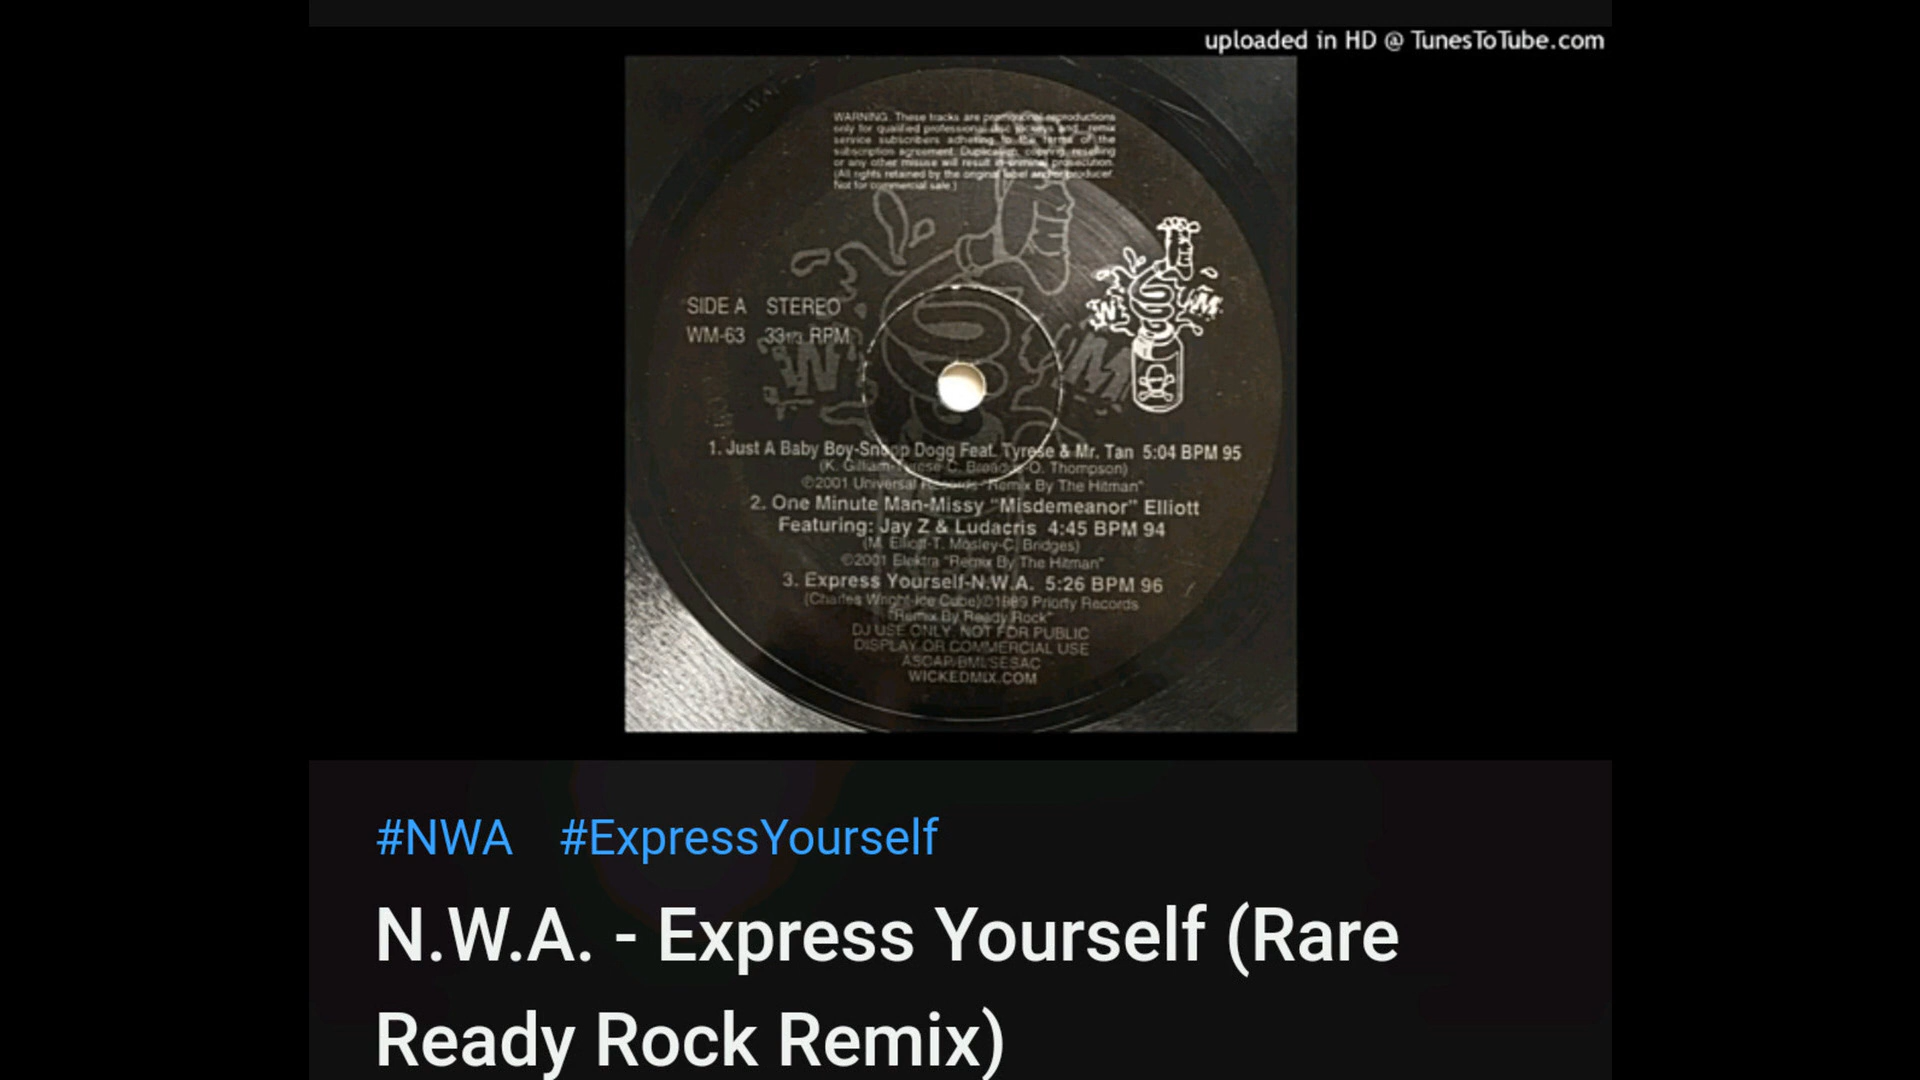 uploaded in HD @ TunesToTube.com
WARNING. These tracks are promotional reproductions
only for qualified professional disc jockeys and remix
service subscribers adhering to the terms of the
subscription agreement. Duplication, copying, reselling
or any other misuse will result in criminal prosecution.
(All rights retained by the original label and/or producer.
Not for commercial sale.)
SIDE A STEREO
WM-63 33 1/3 RPM
1. Just A Baby Boy-Snoop Dogg Feat. Tyrese & Mr. Tan 5:04 BPM 95
(K. Gilliam-Tyrese-C. Broadus-O. Thompson)
©2001 Universal Records "Remix By The Hitman"
2. One Minute Man-Missy "Misdemeanor" Elliott
Featuring: Jay Z & Ludacris 4:45 BPM 94
(M. Elliott-T. Mosley-C. Bridges)
©2001 Elektra "Remix By The Hitman"
3. Express Yourself-N.W.A. 5:26 BPM 96
(Charles Wright-Ice Cube)©1989 Priorty Records
"Remix By Ready Rock"
DJ USE ONLY. NOT FOR PUBLIC
DISPLAY OR COMMERCIAL USE
ASCAP/BMI/SESAC
WICKEDMIX.COM
#NWA #ExpressYourself
N.W.A. - Express Yourself (Rare
Ready Rock Remix)